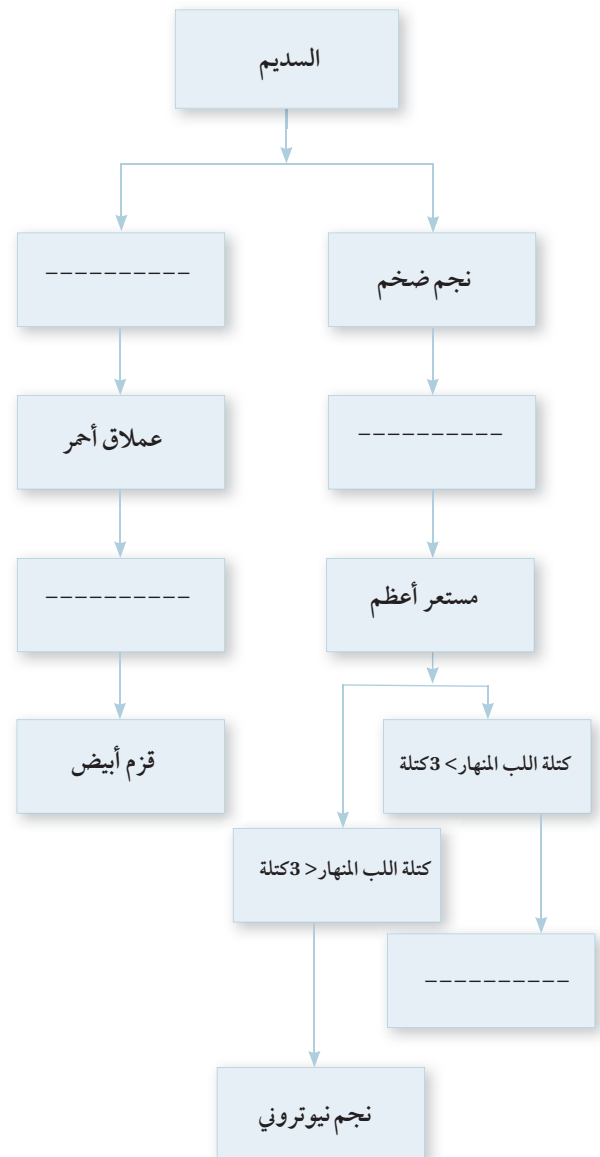 السديم
نجم ضخم
----------
----------
عملاق أحمر
----------
مستعر أعظم
----------
قزم أبيض
كتلة اللب المنهار> 3كتلة
كتلة اللب المنهار< 3كتلة
----------
نجم نيوتروني